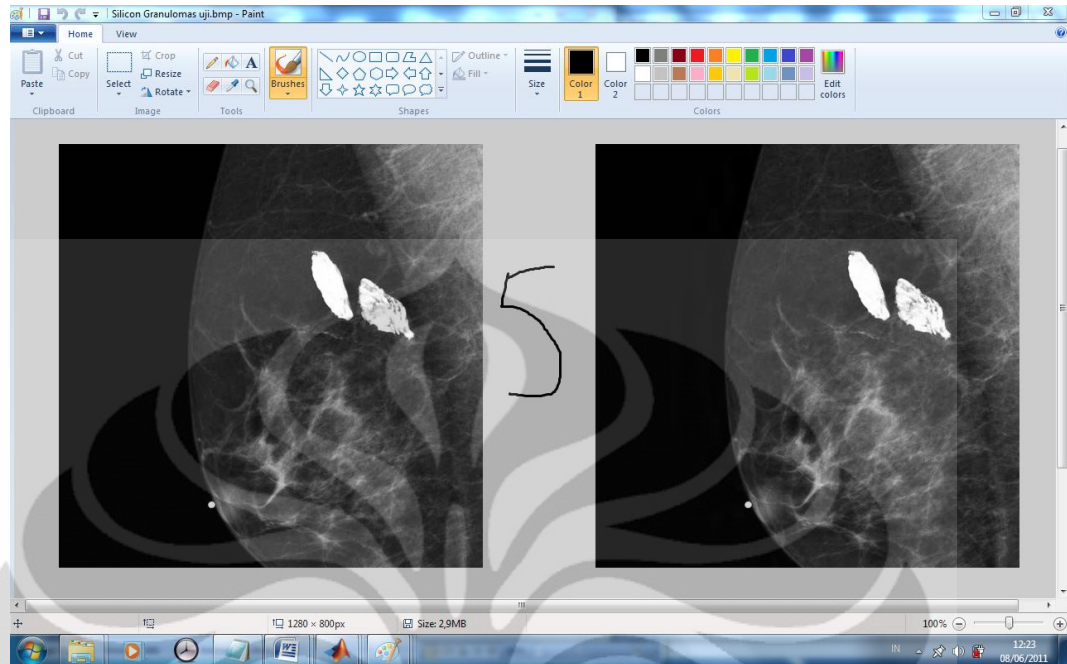 Silicon Granulomas uji.bmp - Paint
Home View
Paste
Cut
Copy
Clipboard
Select
Crop
Resize
Rotate
Image
A
Tools
Brushes
Shapes
Outline
Fill
Size
Color 1
Color 2
Colors
Edit colors
5
1280 × 800px
Size: 2,9MB
100%
IN
12:23
08/06/2011